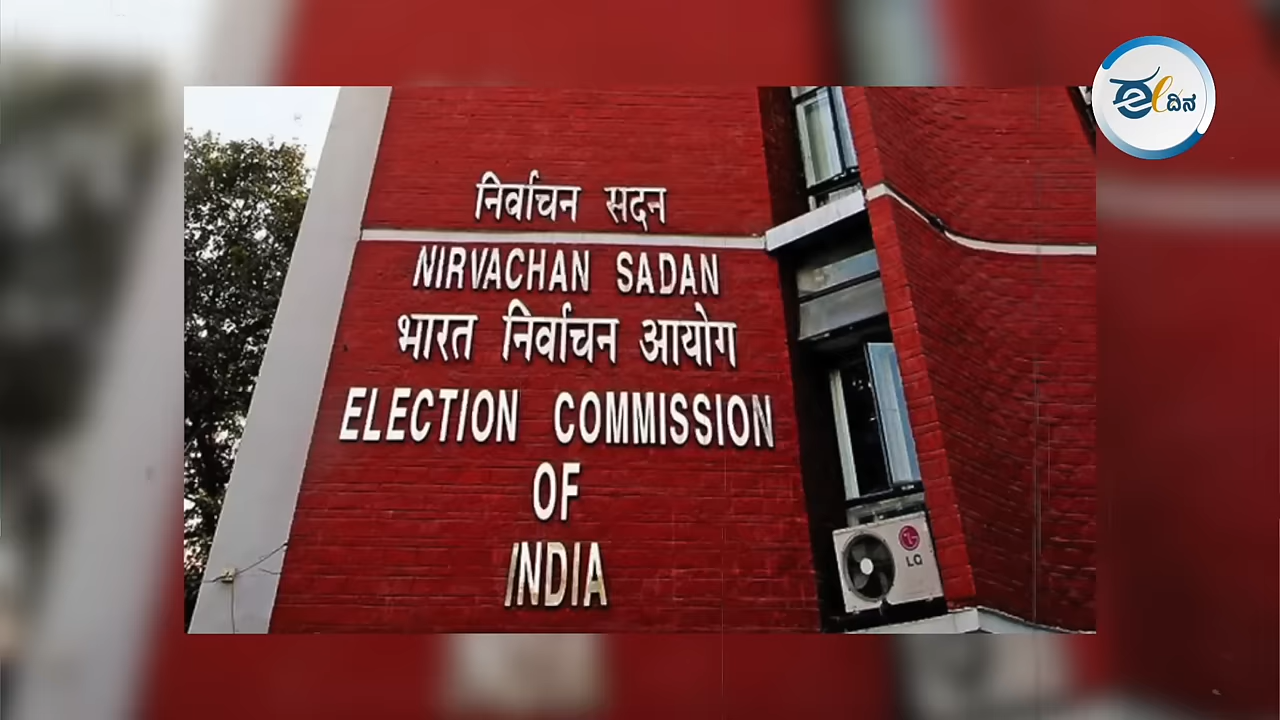 निर्वाचन सदन
NIRVACHAN SADAN
भारत निर्वाचन आयोग
ELECTION COMMISSION
OF
INDIA
LG
ಈ ದಿನ